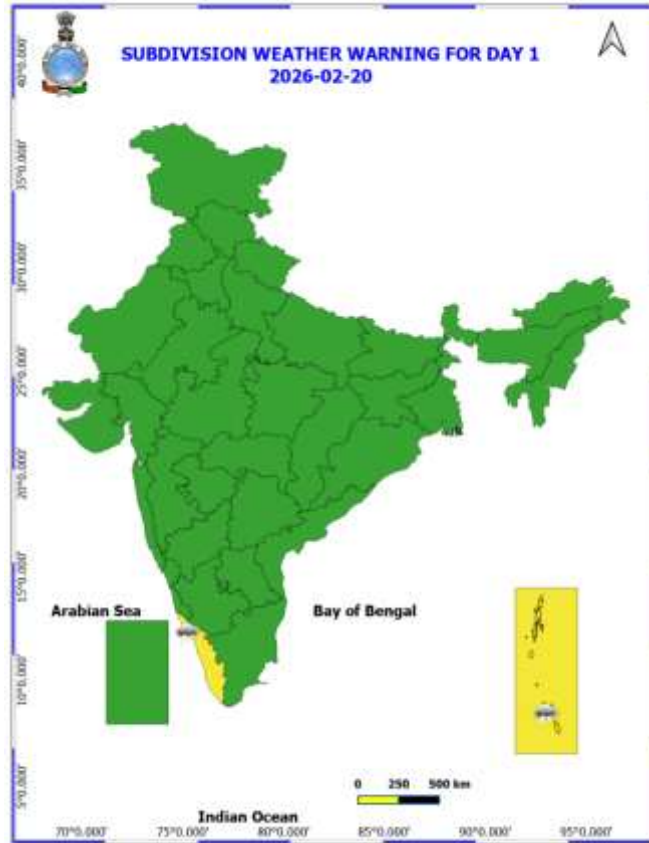 SUBDIVISION WEATHER WARNING FOR DAY 1
2026-02-20
40°0.000'
35°0.000'
30°0.000'
25°0.000'
20°0.000'
15°0.000'
10°0.000'
5°0.000'
Arabian Sea
Bay of Bengal
0 250 500 km
Indian Ocean
70°0.000' 75°0.000' 80°0.000' 85°0.000' 90°0.000' 95°0.000'